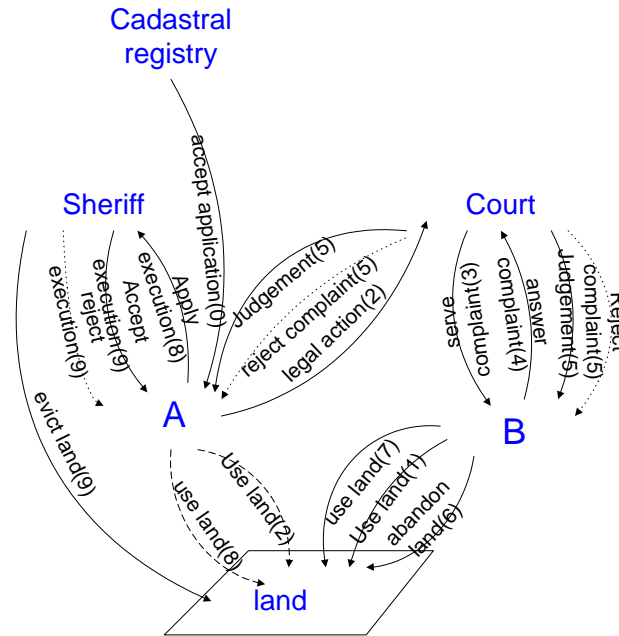 Cadastral
registry
accept application(0)
Sheriff
Court
Apply
execution(8)
Accept
execution(9)
reject
execution(9)
evict land(9)
Judgement(5)
reject complaint(5)
legal action(2)
serve
complaint(3)
answer
complaint(4)
Judgement(5)
Reject
complaint(5)
A
B
use land(8)
Use land(2)
use land(7)
Use land(1)
abandon
land(6)
land